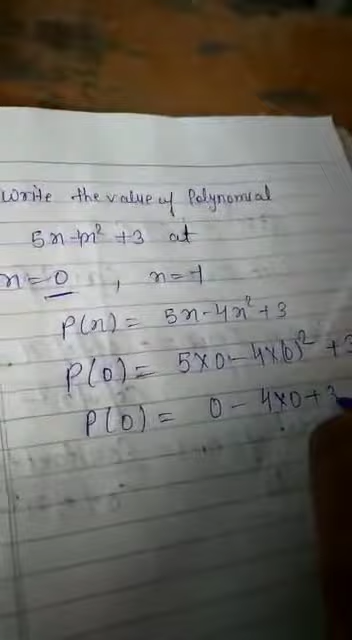 Write the value of Polynomial
5x-x² +3 at
x=0 , x=-1
P(x)= 5x-4x²+3
P(0)= 5×0-4×(0)² +3
P(0)= 0-4×0+3